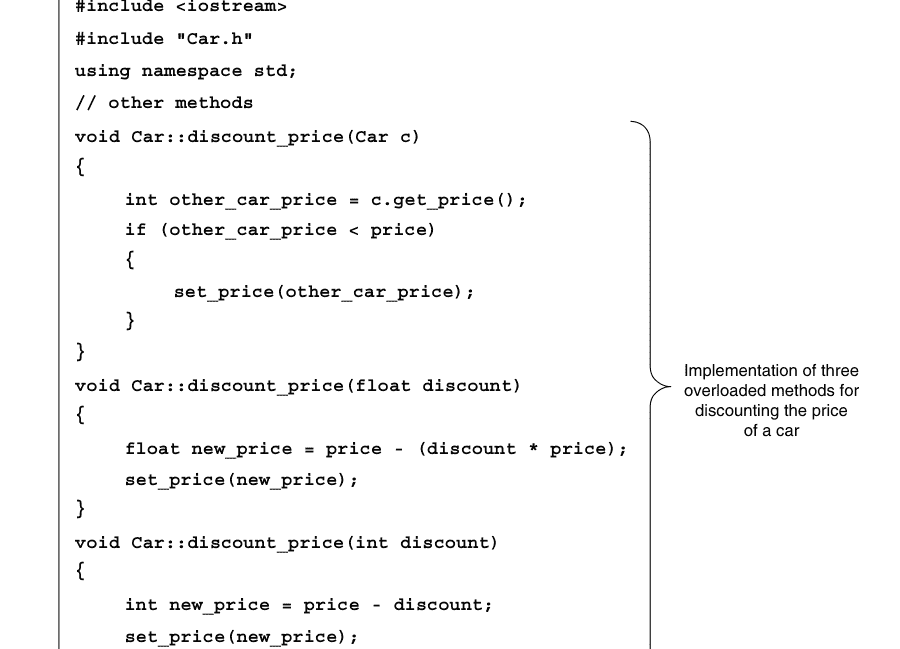 #include <iostream>
#include "Car.h"
using namespace std;
// other methods
void Car::discount_price(Car c)
{
int other_car_price = c.get_price();
if (other_car_price < price)
{
set_price(other_car_price);
}
}
void Car::discount_price(float discount)
{
float new_price = price - (discount * price);
set_price(new_price);
}
void Car::discount_price(int discount)
{
int new_price = price - discount;
set_price(new_price);
Implementation of three
overloaded methods for
discounting the price
of a car